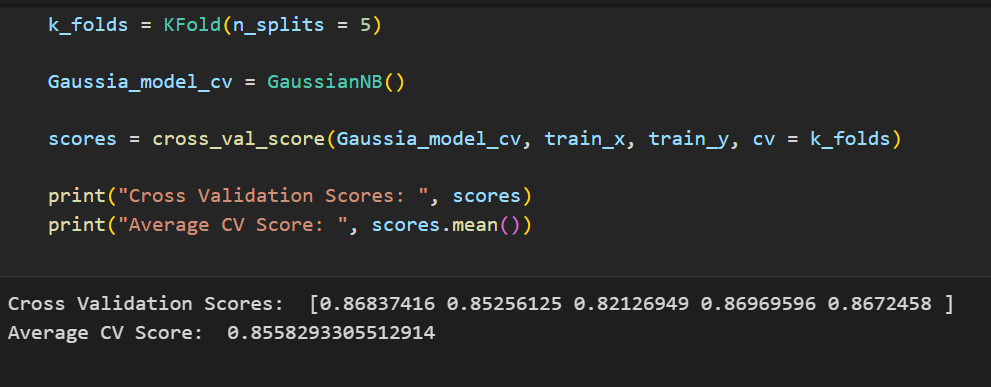 k_folds = KFold(n_splits = 5)
Gaussia_model_cv = GaussianNB()
scores = cross_val_score(Gaussia_model_cv, train_x, train_y, cv = k_folds)
print("Cross Validation Scores: ", scores)
print("Average CV Score: ", scores.mean())
Cross Validation Scores:  [0.86837416 0.85256125 0.82126949 0.86969596 0.8672458 ]
Average CV Score:  0.8558293305512914